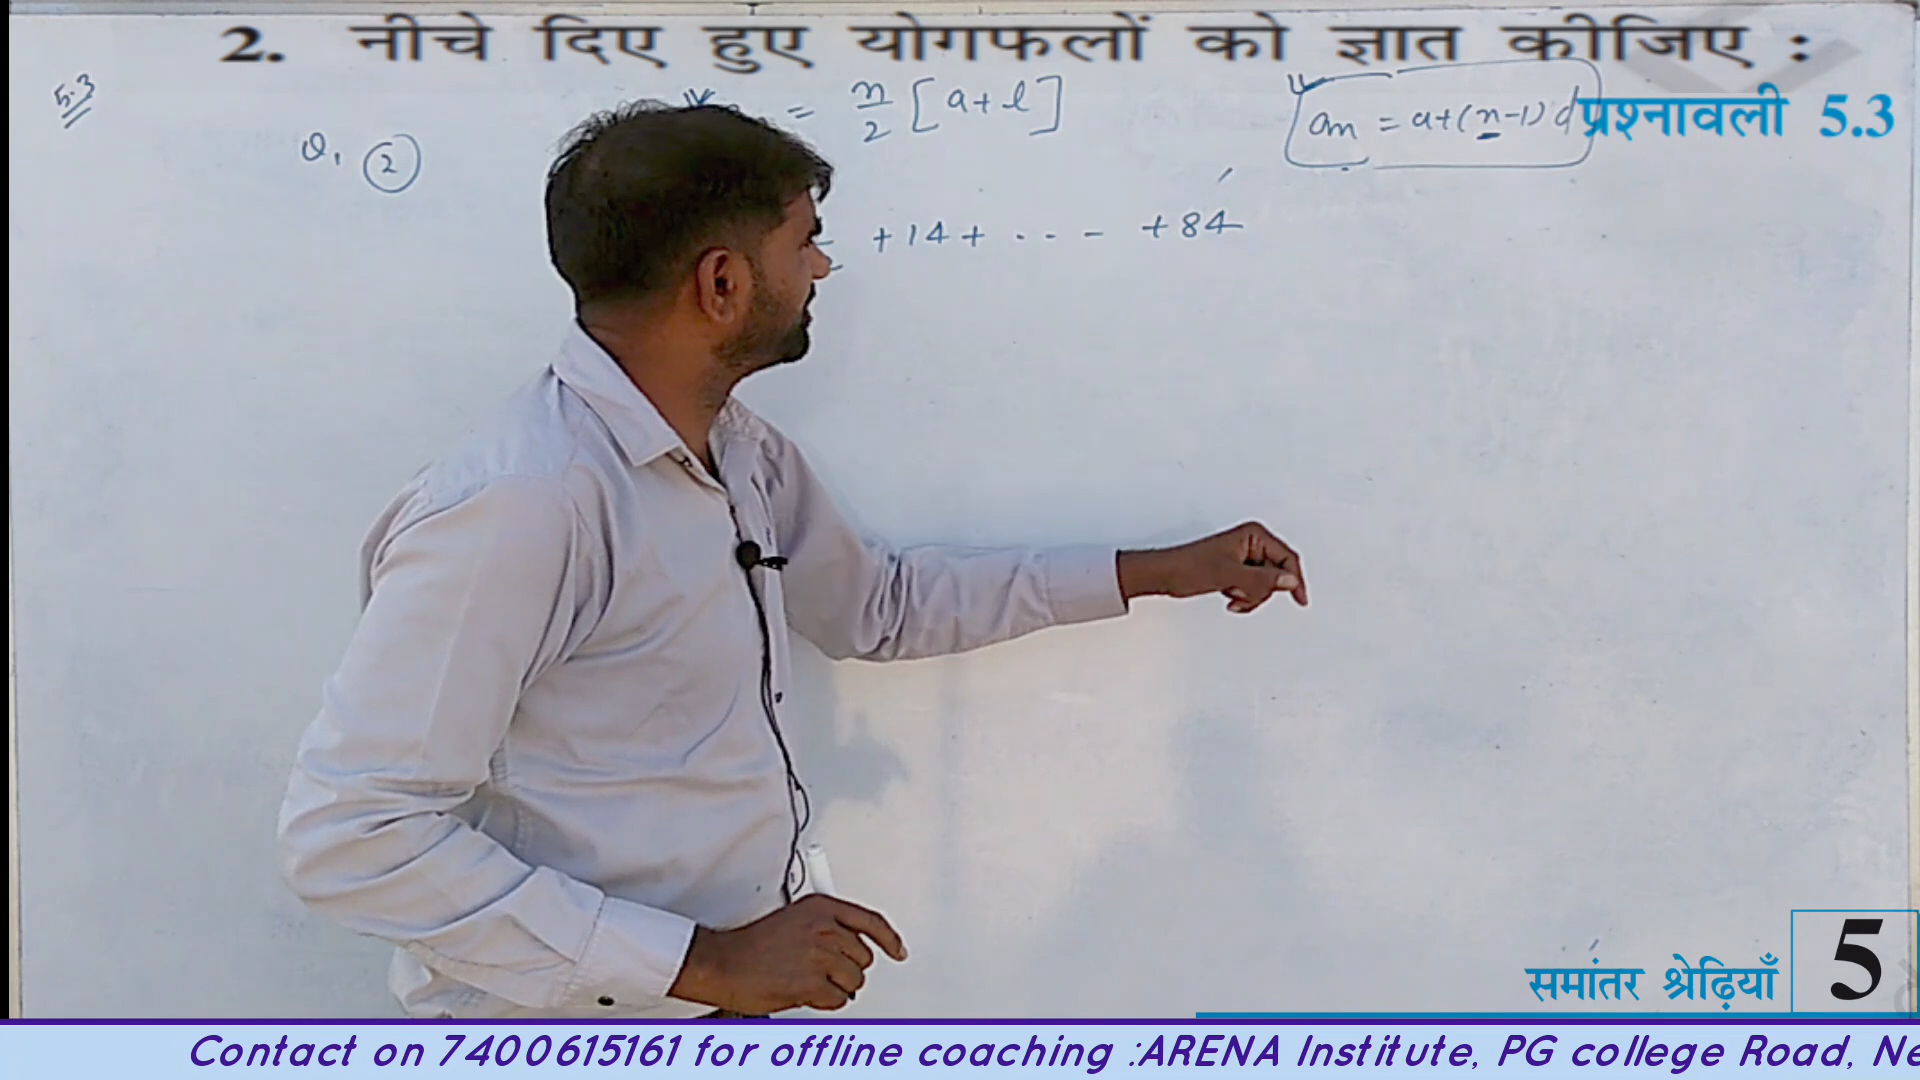 2. नीचे दिए हुए योगफलों को ज्ञात कीजिए :
5.3
= n/2 [a+l]
an = a+(n-1)d
प्रश्नावली 5.3
Q. 2
+14+ ... - +84
समांतर श्रेढ़ियाँ 5
Contact on 7400615161 for offline coaching :ARENA Institute, PG college Road,